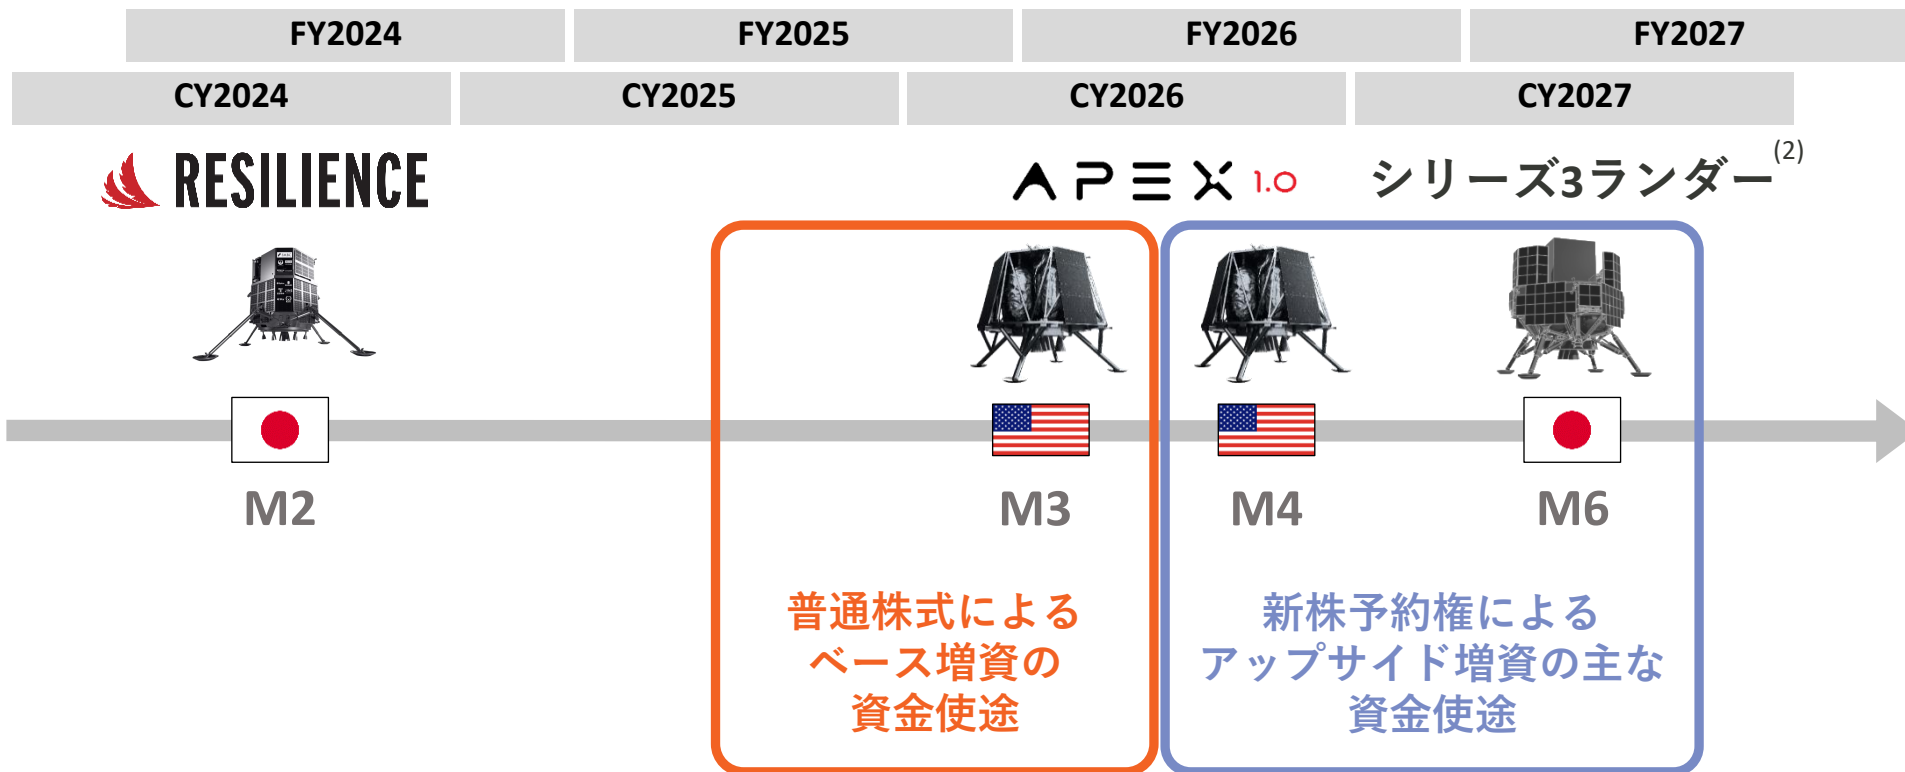 FY2024 FY2025 FY2026 FY2027
CY2024 CY2025 CY2026 CY2027
RESILIENCE
APEX 1.0
シリーズ3ランダー(2)
M2 M3 M4 M6
普通株式による
ベース増資の
資金使途
新株予約権による
アップサイド増資の主な
資金使途